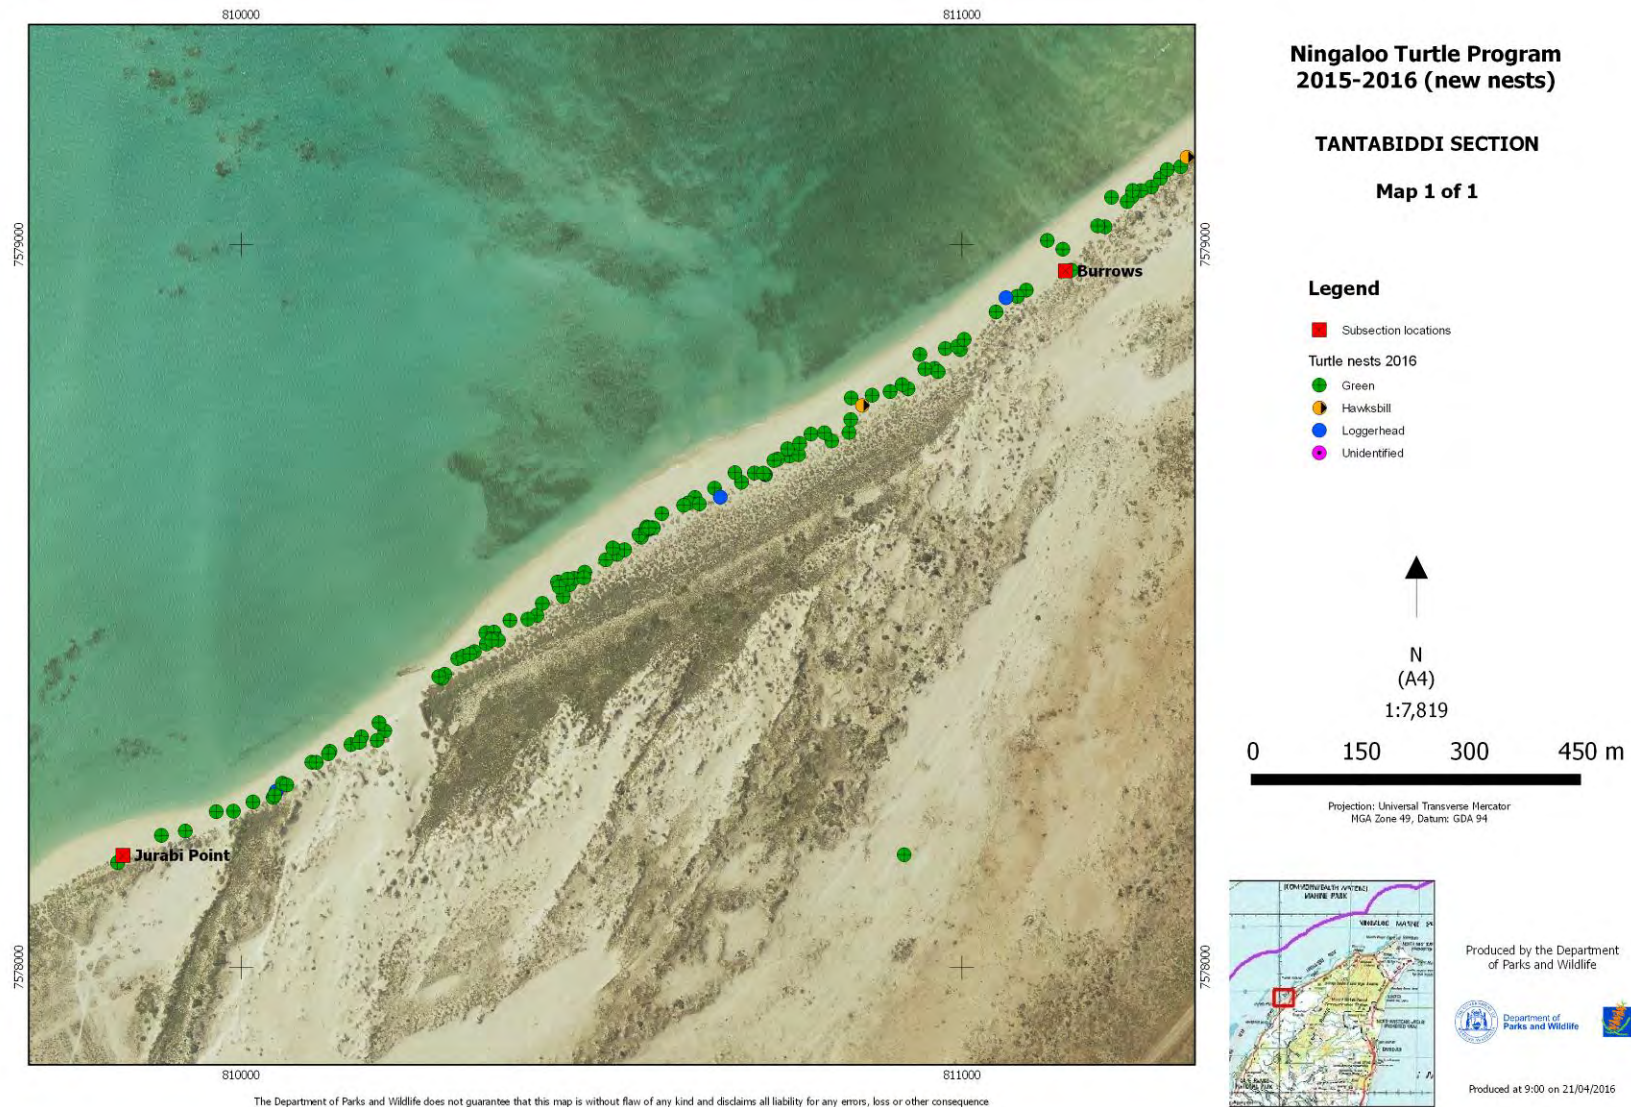 810000
811000
Ningaloo Turtle Program
2015-2016 (new nests)
TANTABIDDI SECTION
Map 1 of 1
7579000
7579000
Burrows
Legend
Subsection locations
Turtle nests 2016
Green
Hawksbill
Loggerhead
Unidentified
N
(A4)
1:7,819
0 150 300 450 m
Projection: Universal Transverse Mercator
MGA Zone 49, Datum: GDA 94
Jurabi Point
7578000
7578000
MARINE PARK
Produced by the Department
of Parks and Wildlife
Department of
Parks and Wildlife
810000
811000
Produced at 9:00 on 21/04/2016
The Department of Parks and Wildlife does not guarantee that this map is without flaw of any kind and disclaims all liability for any errors, loss or other consequence